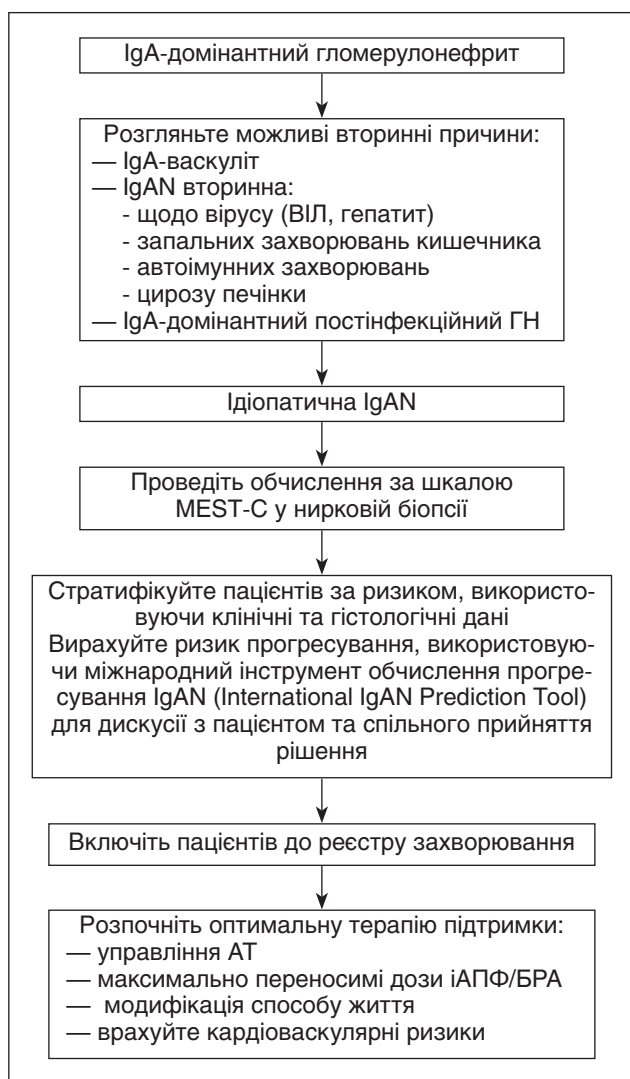 IgA-домінантний гломерулонефрит
Розгляньте можливі вторинні причини:
— IgA-васкуліт
— IgAN вторинна:
- щодо вірусу (ВІЛ, гепатит)
- запальних захворювань кишечника
- автоімунних захворювань
- цирозу печінки
— IgA-домінантний постінфекційний ГН
Ідіопатична IgAN
Проведіть обчислення за шкалою
MEST-C у нирковій біопсії
Стратифікуйте пацієнтів за ризиком, використо-
вуючи клінічні та гістологічні дані
Вирахуйте ризик прогресування, використовую-
чи міжнародний інструмент обчислення прогре-
сування IgAN (International IgAN Prediction Tool)
для дискусії з пацієнтом та спільного прийняття
рішення
Включіть пацієнтів до реєстру захворювання
Розпочніть оптимальну терапію підтримки:
— управління АТ
— максимально переносимі дози іАПФ/БРА
— модифікація способу життя
— врахуйте кардіоваскулярні ризики